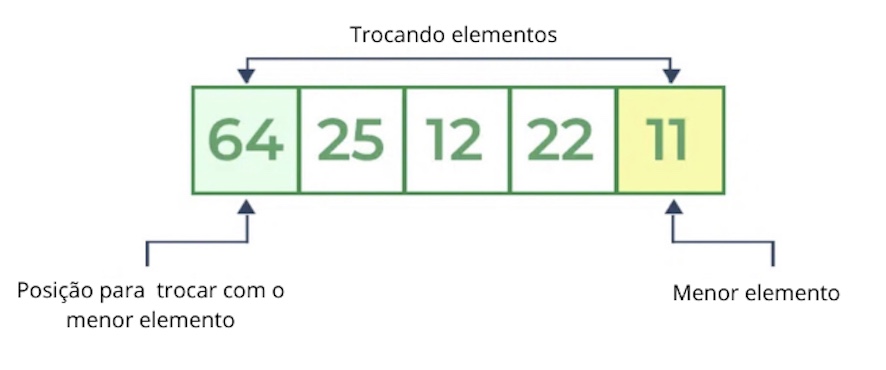 Trocando elementos
64 25 12 22 11
Posição para trocar com o
menor elemento
Menor elemento